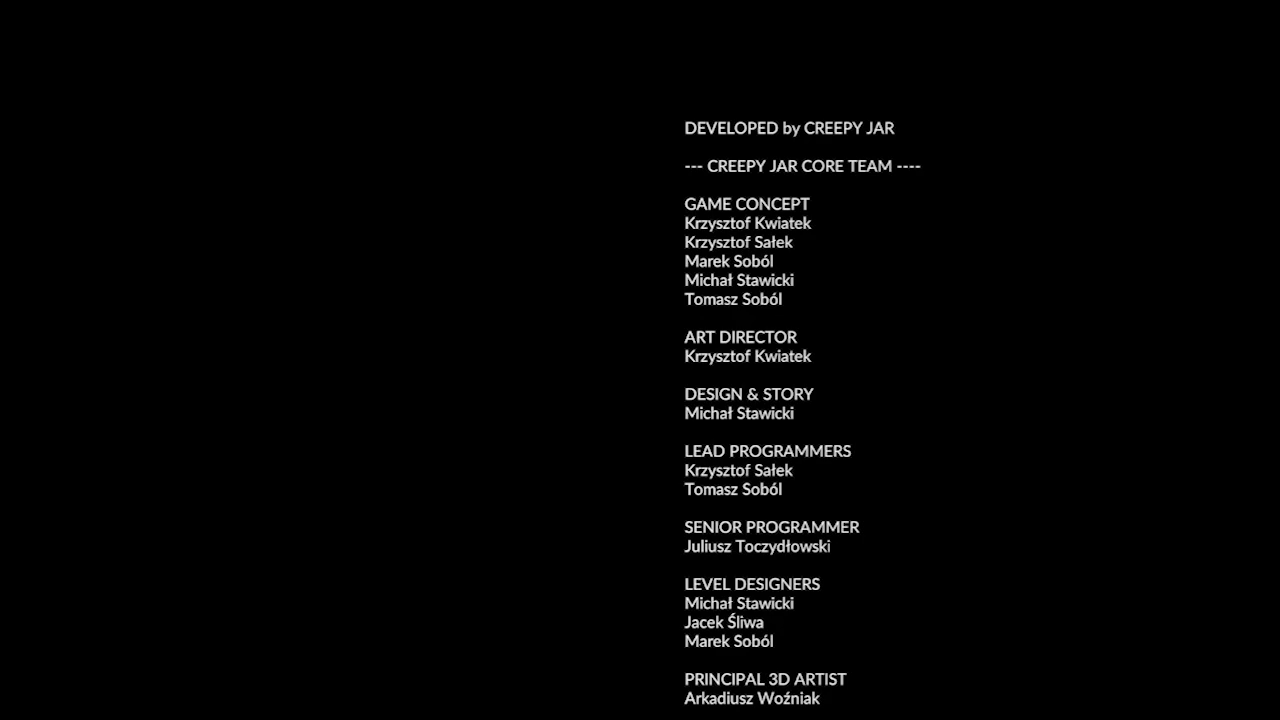 DEVELOPED by CREEPY JAR
--- CREEPY JAR CORE TEAM ----
GAME CONCEPT
Krzysztof Kwiatek
Krzysztof Sałek
Marek Soból
Michał Stawicki
Tomasz Soból
ART DIRECTOR
Krzysztof Kwiatek
DESIGN & STORY
Michał Stawicki
LEAD PROGRAMMERS
Krzysztof Sałek
Tomasz Soból
SENIOR PROGRAMMER
Juliusz Toczydłowski
LEVEL DESIGNERS
Michał Stawicki
Jacek Śliwa
Marek Soból
PRINCIPAL 3D ARTIST
Arkadiusz Woźniak